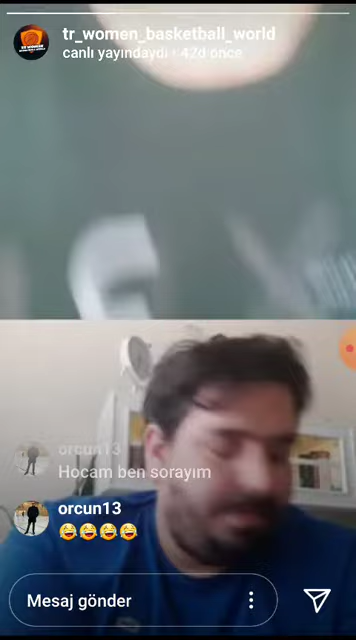 tr_women_basketball_world
canlı yayındaydı • 42d önce
orcun13
Hocam ben sorayım
orcun13
😂😂😂😂
Mesaj gönder